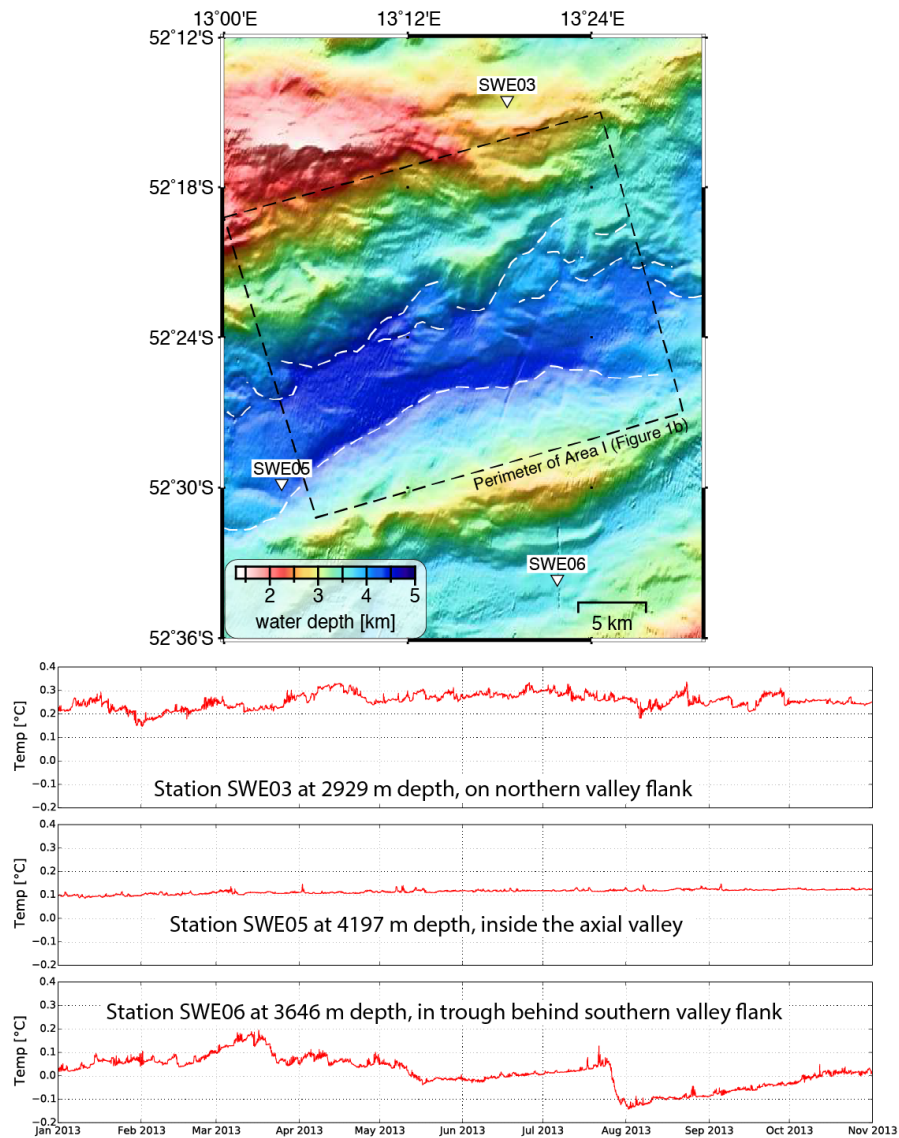 13°00'E 13°12'E 13°24'E
52°12'S
SWE03
52°18'S
52°24'S
Perimeter of Area I (Figure 1b)
SWE05
52°30'S
SWE06
2 3 4 5
water depth [km]
5 km
52°36'S
0.4
0.3
0.2
0.1
0.0
−0.1
−0.2
Temp [°C]
Station SWE03 at 2929 m depth, on northern valley flank
0.4
0.3
0.2
0.1
0.0
−0.1
−0.2
Temp [°C]
Station SWE05 at 4197 m depth, inside the axial valley
0.4
0.3
0.2
0.1
0.0
−0.1
−0.2
Temp [°C]
Station SWE06 at 3646 m depth, in trough behind southern valley flank
Jan 2013 Feb 2013 Mar 2013 Apr 2013 May 2013 Jun 2013 Jul 2013 Aug 2013 Sep 2013 Oct 2013 Nov 2013